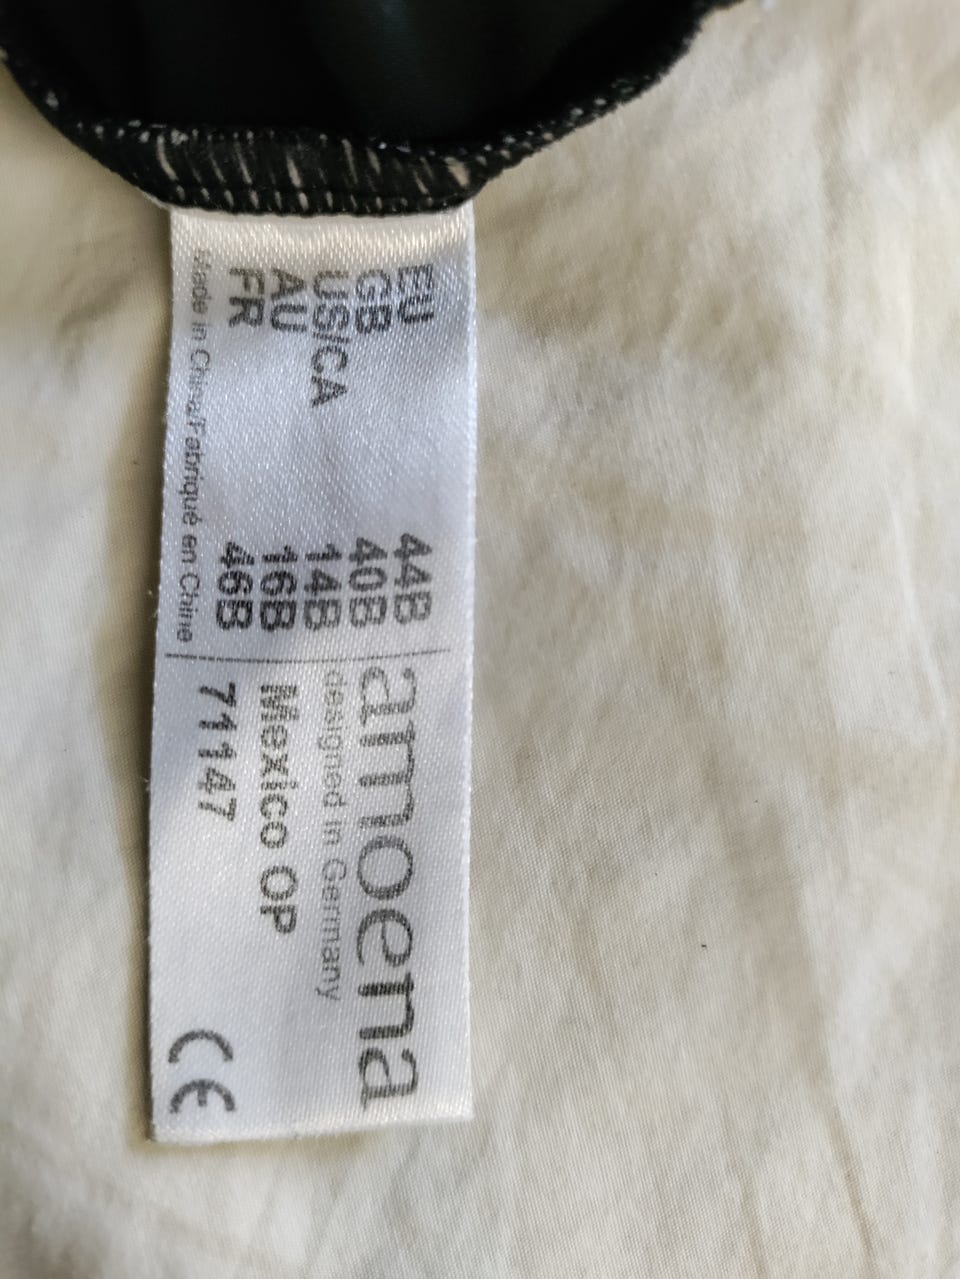 EU 44B
GB 40B
US/CA 14B
AU 16B
FR 46B
Made in China/Fabriqué en Chine
amoena
designed in Germany
Mexico OP
71147
CE